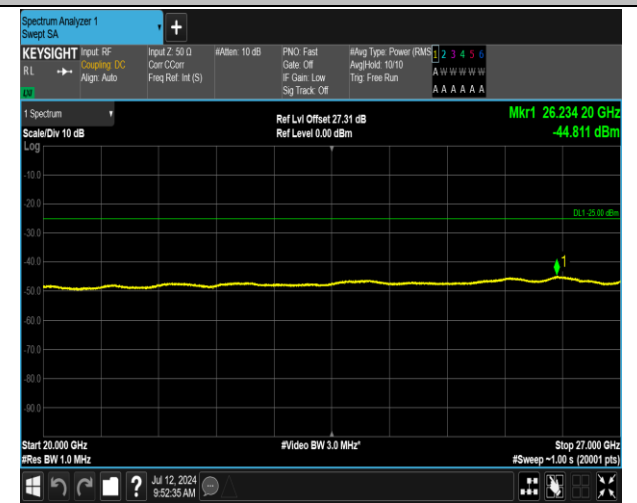 Spectrum Analyzer 1
Swept SA
+
KEYSIGHT Input: RF Input Z: 50 Ω #Atten: 10 dB PNO: Fast #Avg Type: Power (RMS 1 2 3 4 5 6
RL Coupling: DC Corr CCorr Gate: Off Avg|Hold: 10/10 A W W W W W
Align: Auto Freq Ref: Int (S) IF Gain: Low Trig: Free Run
LXI Sig Track: Off A A A A A A
1 Spectrum Ref Lvl Offset 27.31 dB Mkr1 26.234 20 GHz
Scale/Div 10 dB Ref Level 0.00 dBm -44.811 dBm
Log
-10.0
-20.0
DL1 -25.00 dBm
-30.0
-40.0
1
-50.0
-60.0
-70.0
-80.0
-90.0
Start 20.000 GHz #Video BW 3.0 MHz* Stop 27.000 GHz
#Res BW 1.0 MHz #Sweep ~1.00 s (20001 pts)
? Jul 12, 2024
9:52:35 AM